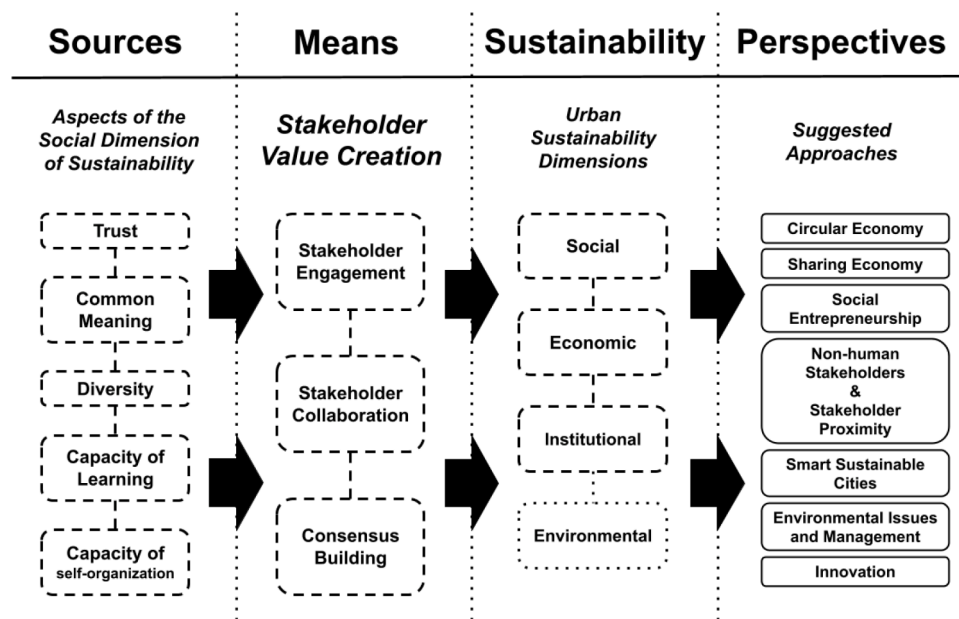 Sources
Means
Sustainability
Perspectives
Aspects of the
Social Dimension
of Sustainability
Stakeholder
Value Creation
Urban
Sustainability
Dimensions
Suggested
Approaches
Trust
Common
Meaning
Diversity
Capacity of
Learning
Capacity of
self-organization
Stakeholder
Engagement
Stakeholder
Collaboration
Consensus
Building
Social
Economic
Institutional
Environmental
Circular Economy
Sharing Economy
Social
Entrepreneurship
Non-human
Stakeholders
&
Stakeholder
Proximity
Smart Sustainable
Cities
Environmental Issues
and Management
Innovation